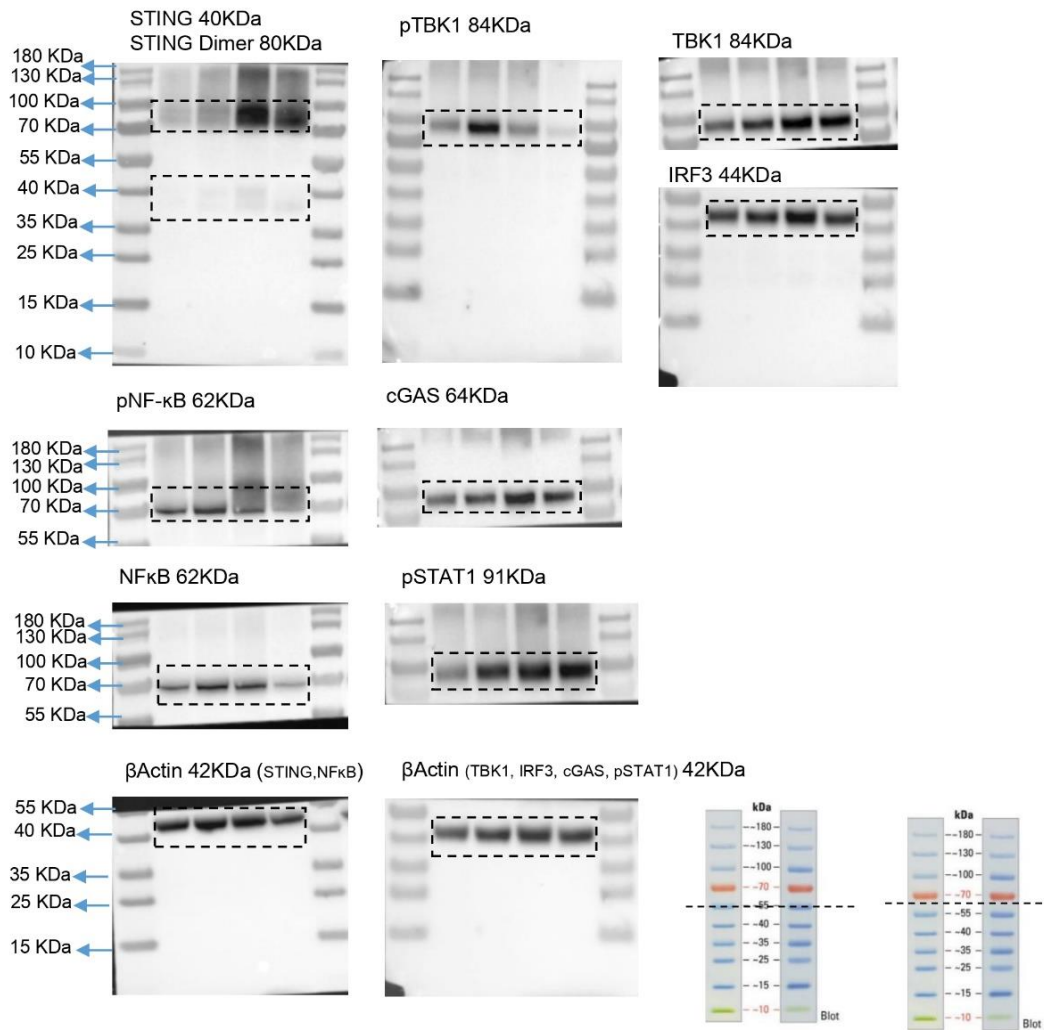 STING 40KDa
STING Dimer 80KDa
180 KDa
130 KDa
100 KDa
70 KDa
55 KDa
40 KDa
35 KDa
25 KDa
15 KDa
10 KDa
pTBK1 84KDa
TBK1 84KDa
IRF3 44KDa
pNF-κB 62KDa
180 KDa
130 KDa
100 KDa
70 KDa
55 KDa
cGAS 64KDa
NFκB 62KDa
180 KDa
130 KDa
100 KDa
70 KDa
55 KDa
pSTAT1 91KDa
βActin 42KDa (STING,NFκB)
55 KDa
40 KDa
35 KDa
25 KDa
15 KDa
βActin (TBK1, IRF3, cGAS, pSTAT1) 42KDa
kDa
-180-
-130-
-100-
-70-
-55-
-40-
-35-
-25-
-15-
-10-
Blot
kDa
-180-
-130-
-100-
-70-
-55-
-40-
-35-
-25-
-15-
-10-
Blot